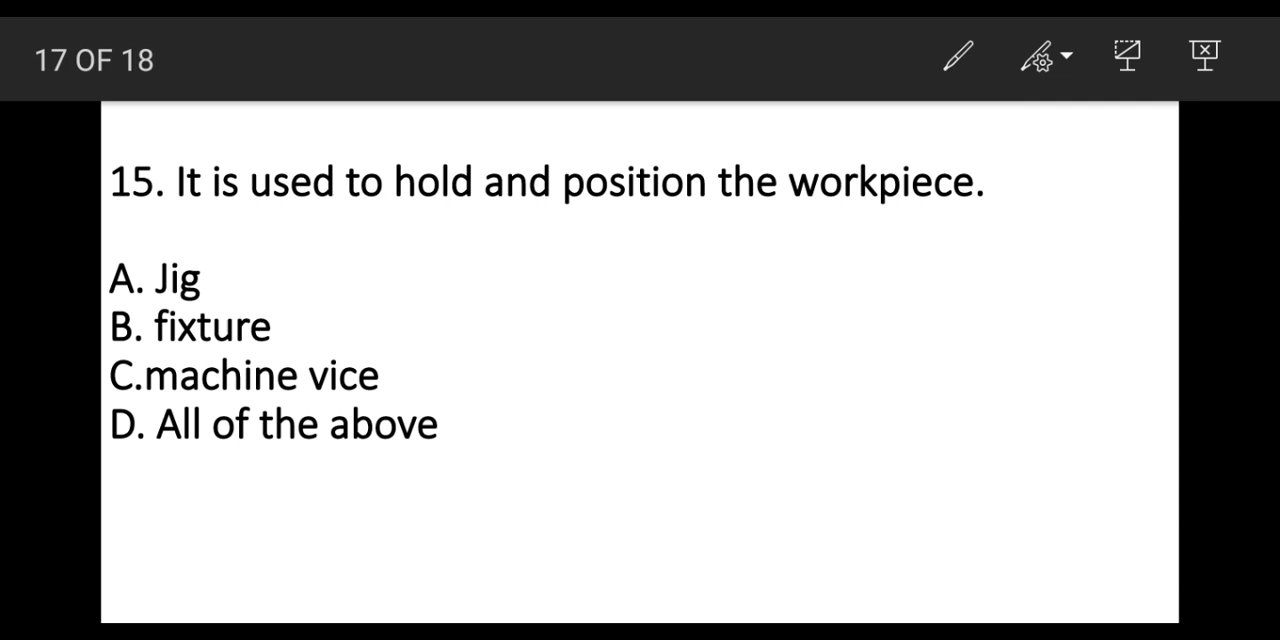 17 OF 18
15. It is used to hold and position the workpiece.
A. Jig
B. fixture
C.machine vice
D. All of the above